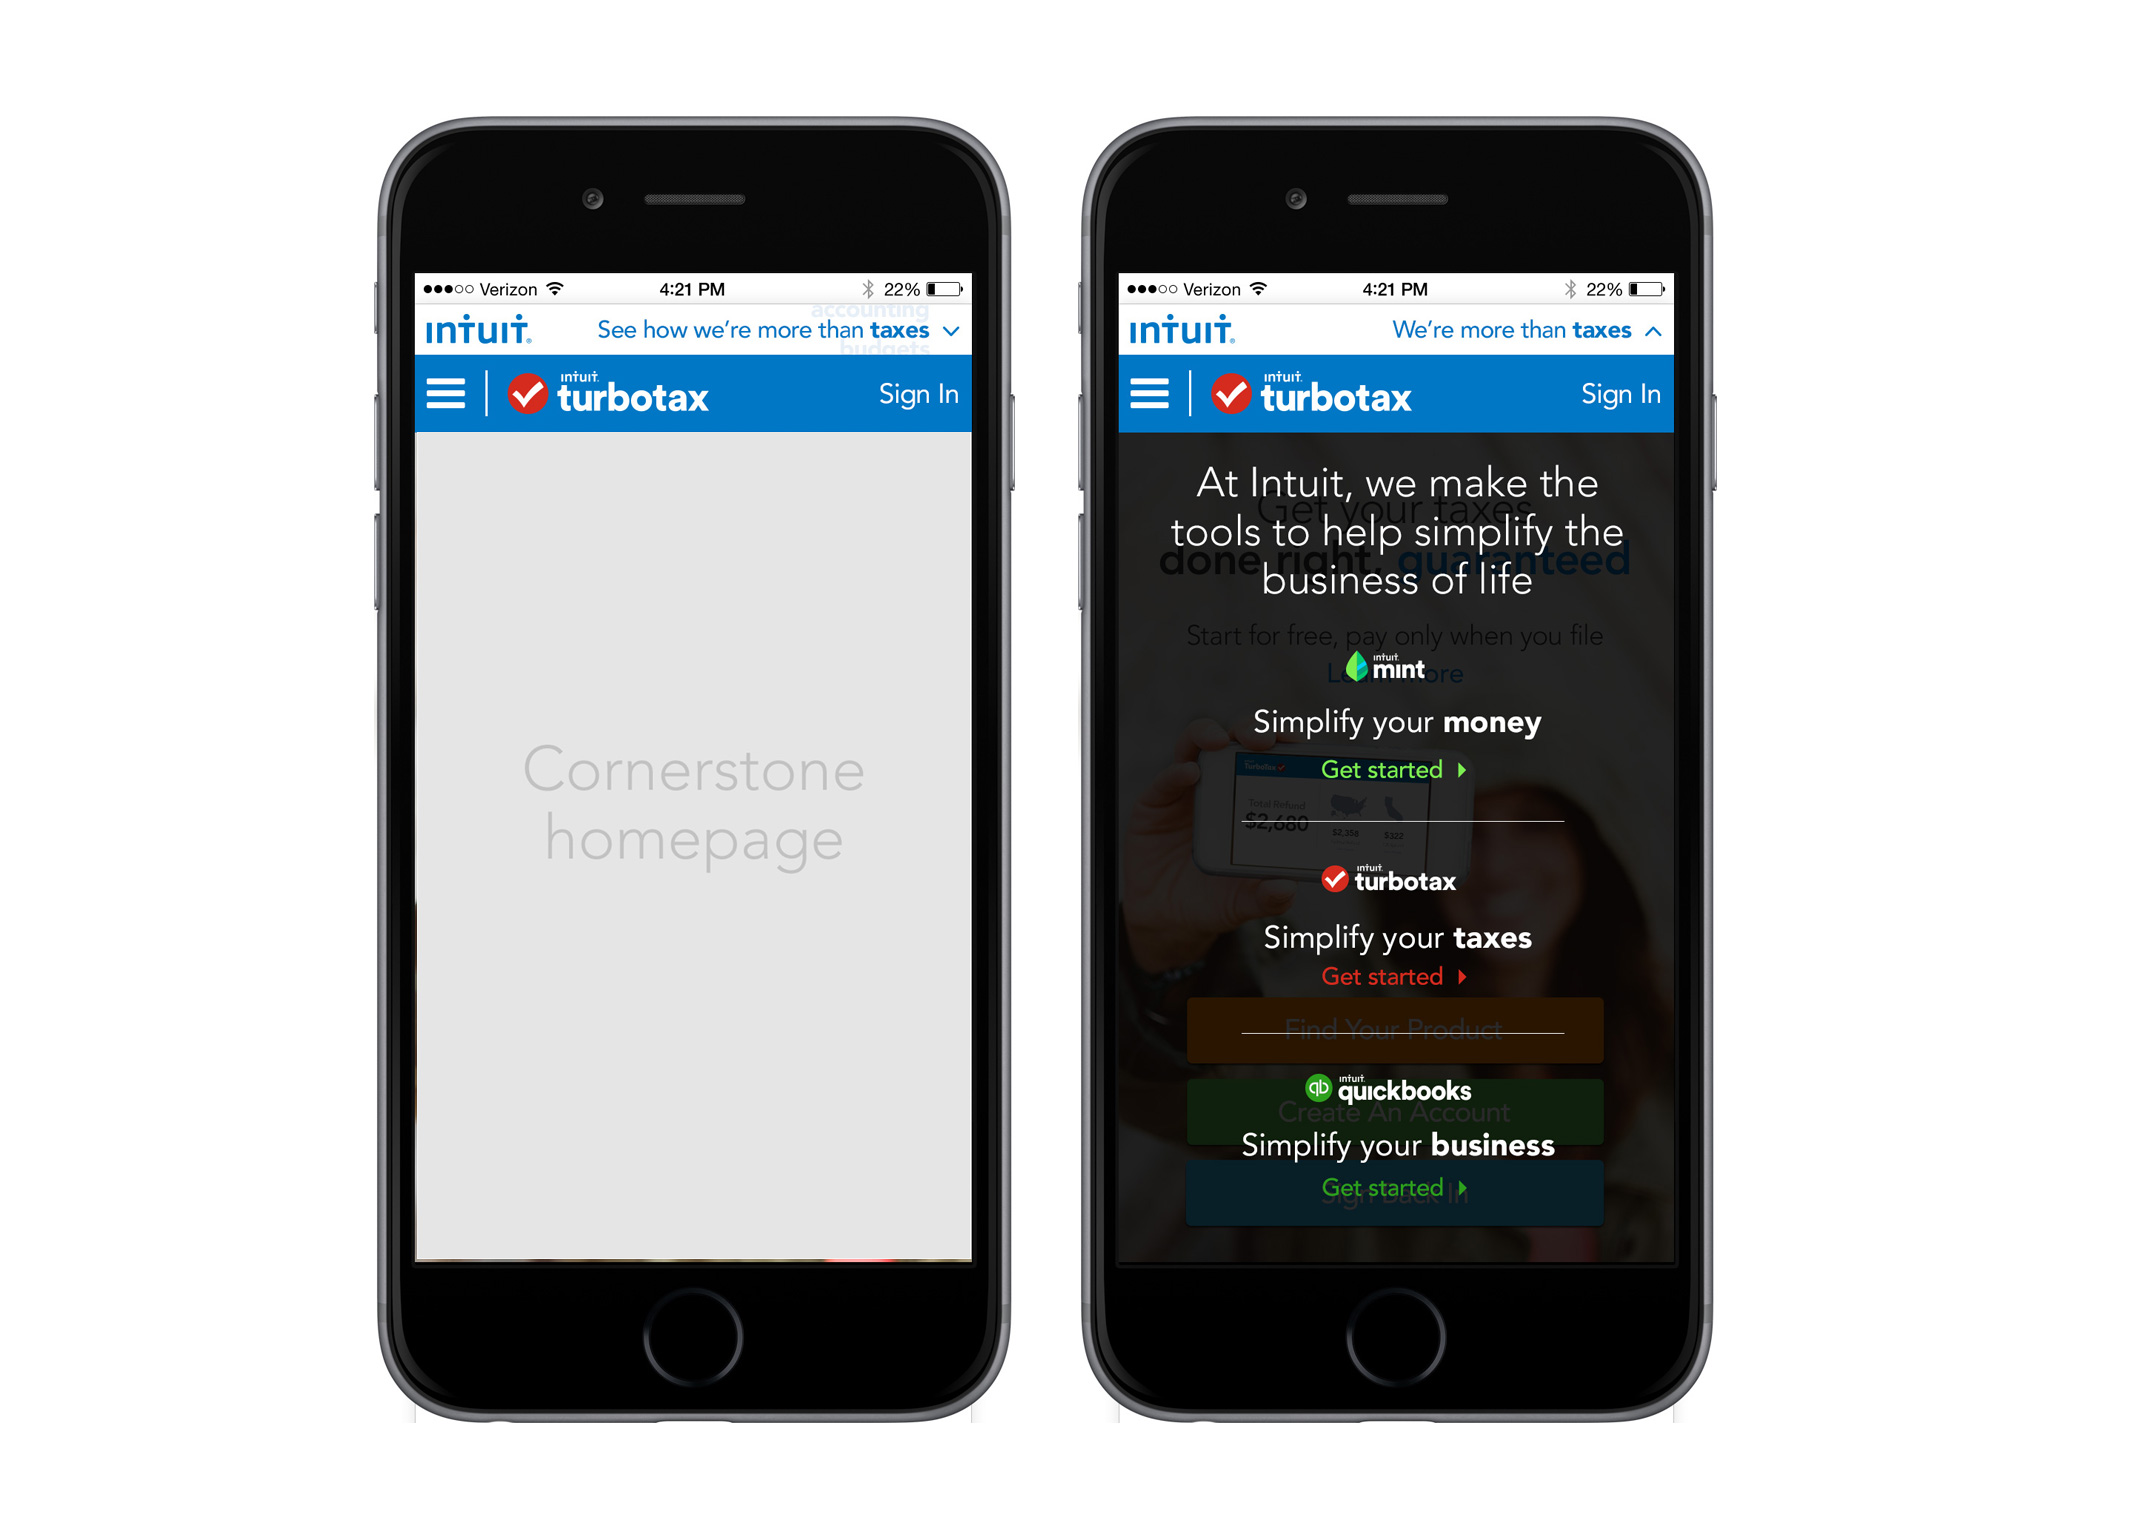 Verizon 4:21 PM 22%
accounting
intuit. See how we're more than taxes
budgets
intuit.
turbotax Sign In
Cornerstone
homepage
Verizon 4:21 PM 22%
intuit. We're more than taxes
intuit.
turbotax Sign In
At Intuit, we make the
Get your taxes
tools to help simplify the
done right, guaranteed
business of life
Start for free, pay only when you file
intuit.
mint
Learn more
Simplify your money
TurboTax
Get started
Total Refund
$2,680
$2,358 $322
intuit.
turbotax
Simplify your taxes
Get started
Find Your Product
intuit.
qb quickbooks
Create An Account
Simplify your business
Get started
Sign Back In